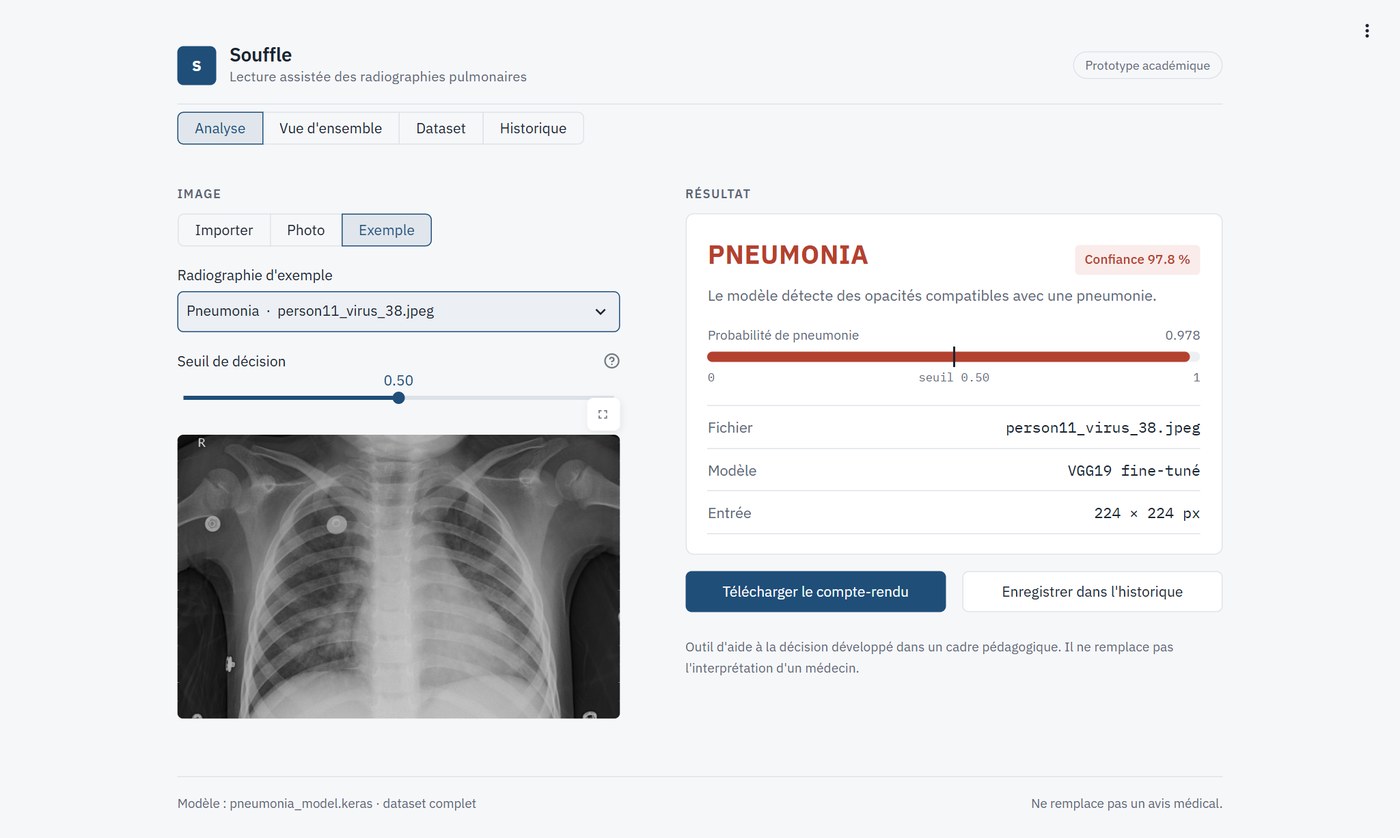 S
Souffle
Lecture assistée des radiographies pulmonaires
Prototype académique
Analyse
Vue d'ensemble
Dataset
Historique
IMAGE
Importer
Photo
Exemple
Radiographie d'exemple
Pneumonia · person11_virus_38.jpeg
Seuil de décision
0.50
R
RÉSULTAT
PNEUMONIA
Confiance 97.8 %
Le modèle détecte des opacités compatibles avec une pneumonie.
Probabilité de pneumonie
0.978
0
seuil 0.50
1
Fichier
person11_virus_38.jpeg
Modèle
VGG19 fine-tuné
Entrée
224 × 224 px
Télécharger le compte-rendu
Enregistrer dans l'historique
Outil d'aide à la décision développé dans un cadre pédagogique. Il ne remplace pas
l'interprétation d'un médecin.
Modèle : pneumonia_model.keras · dataset complet
Ne remplace pas un avis médical.